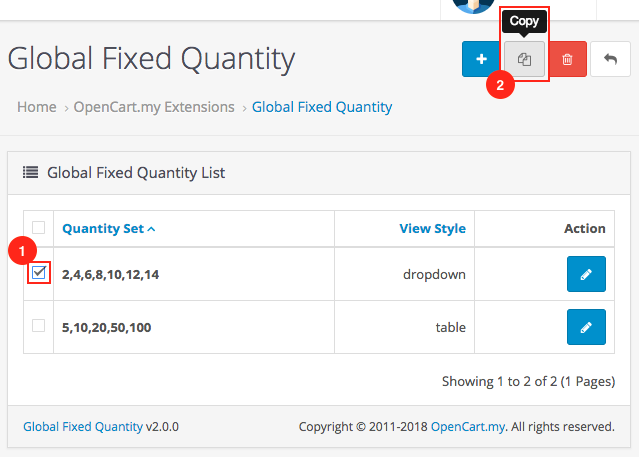 Copy
Global Fixed Quantity
2
Home › OpenCart.my Extensions › Global Fixed Quantity
Global Fixed Quantity List
Quantity Set View Style Action
1
2,4,6,8,10,12,14 dropdown
5,10,20,50,100 table
Showing 1 to 2 of 2 (1 Pages)
Global Fixed Quantity v2.0.0 Copyright © 2011-2018 OpenCart.my. All rights reserved.